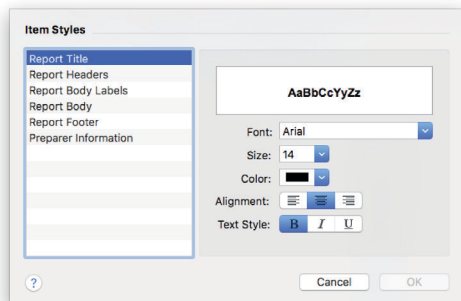 Item Styles
Report Title
Report Headers
Report Body Labels
Report Body
Report Footer
Preparer Information
AaBbCcYyZz
Font: Arial
Size: 14
Color:
Alignment:
Text Style: B I U
? Cancel OK